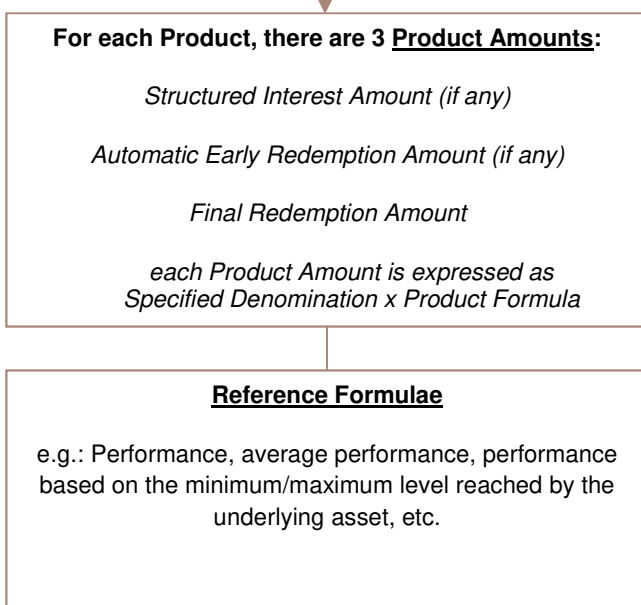 For each Product, there are 3 Product Amounts:
Structured Interest Amount (if any)
Automatic Early Redemption Amount (if any)
Final Redemption Amount
each Product Amount is expressed as
Specified Denomination x Product Formula
Reference Formulae
e.g.: Performance, average performance, performance
based on the minimum/maximum level reached by the
underlying asset, etc.